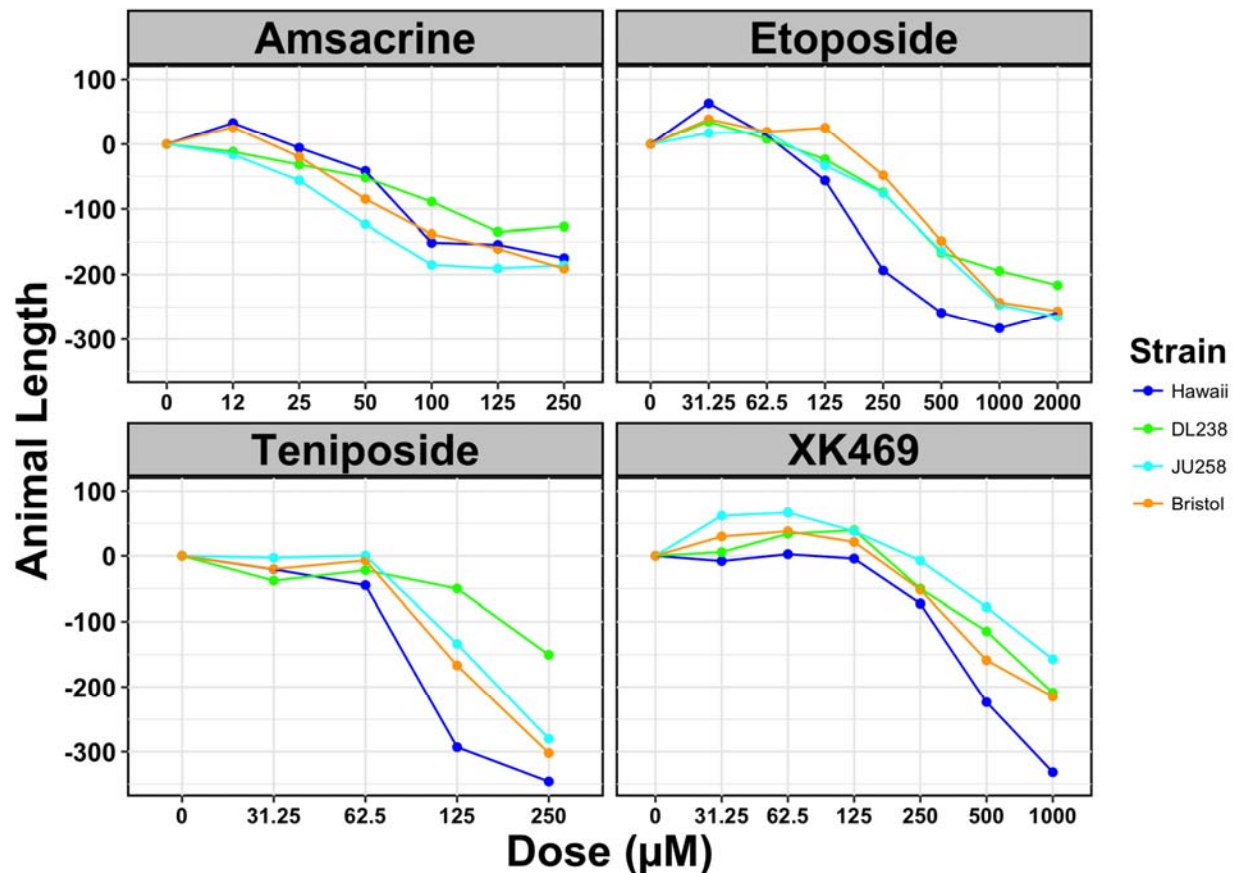 Amsacrine Etoposide
100
0
-100
-200
-300
0 12 25 50 100 125 250
0 31.25 62.5 125 250 500 1000 2000
Teniposide XK469
100
0
-100
-200
-300
0 31.25 62.5 125 250
0 31.25 62.5 125 250 500 1000
Animal Length
Dose (µM)
Strain
Hawaii
DL238
JU258
Bristol